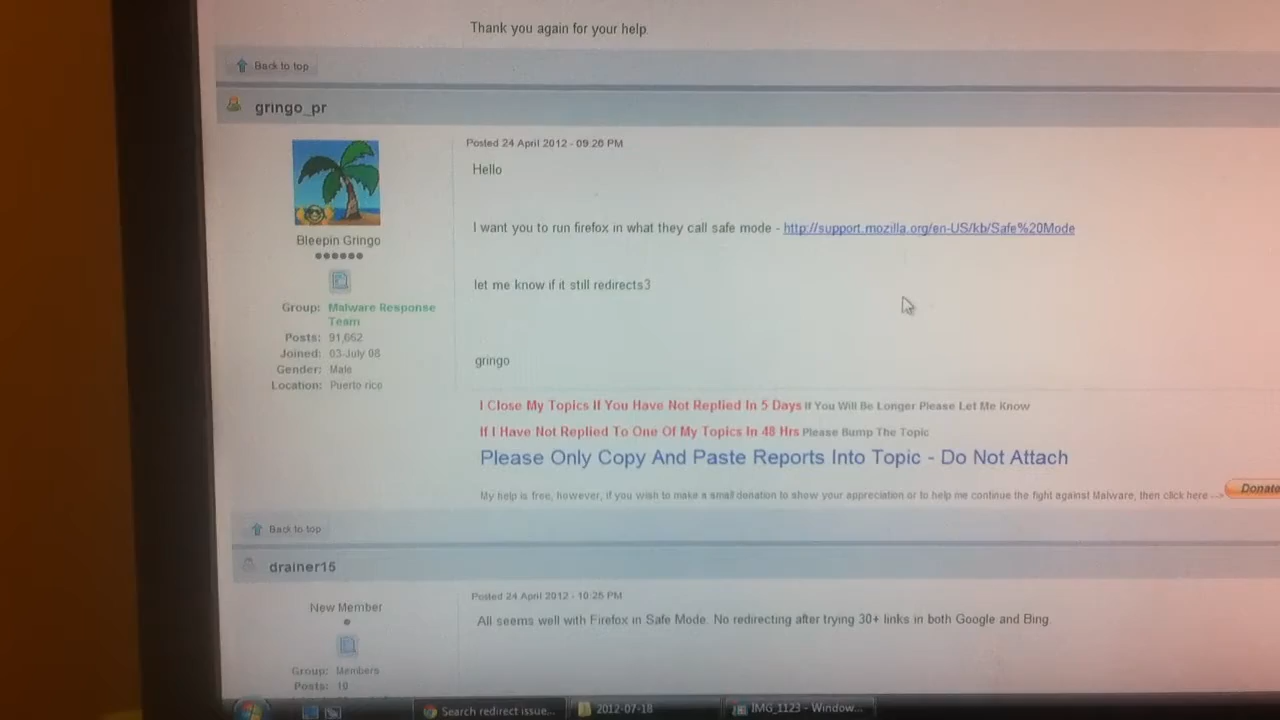 Thank you again for your help.
Back to top
gringo_pr
Posted 24 April 2012 - 09:20 PM
Hello
I want you to run firefox in what they call safe mode - http://support.mozilla.org/en-US/kb/Safe%20Mode
let me know if it still redirects3
gringo
Bleepin Gringo
Group: Malware Response
Team
Posts: 91,662
Joined: 03-July 08
Gender: Male
Location: Puerto rico
I Close My Topics If You Have Not Replied In 5 Days If You Will Be Longer Please Let Me Know
If I Have Not Replied To One Of My Topics In 48 Hrs Please Bump The Topic
Please Only Copy And Paste Reports Into Topic - Do Not Attach
My help is free, however, if you wish to make a small donation to show your appreciation or to help me continue the fight against Malware, then click here --> Donate
Back to top
drainer15
New Member
Group: Members
Posts: 10
Posted 24 April 2012 - 10:25 PM
All seems well with Firefox in Safe Mode. No redirecting after trying 30+ links in both Google and Bing.
Search redirect issue... 2012-07-18 IMG_1123 - Window...